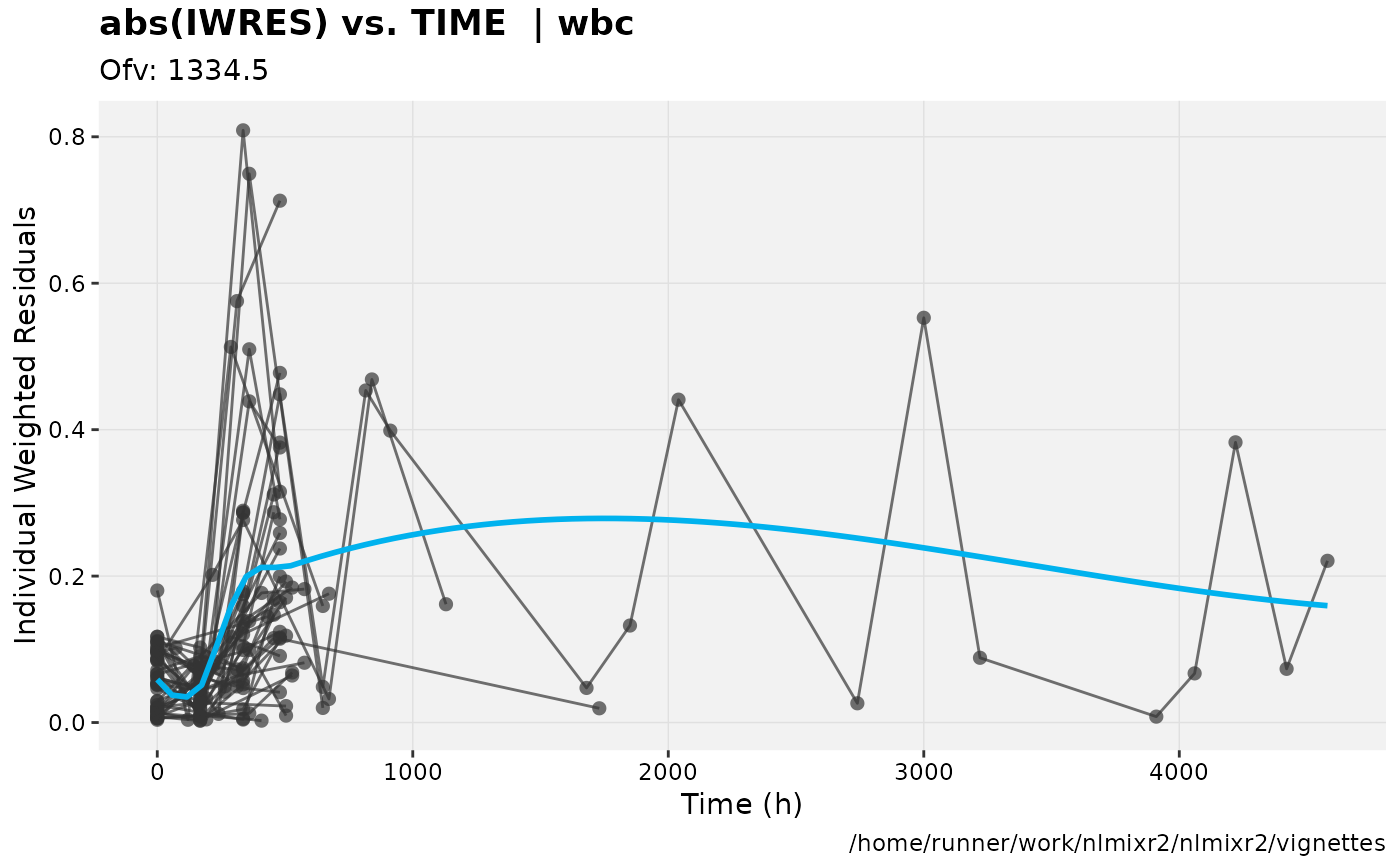 abs(IWRES) vs. TIME  | wbc
Ofv: 1334.5
Individual Weighted Residuals
0.8
0.6
0.4
0.2
0.0
0
1000
2000
3000
4000
Time (h)
/home/runner/work/nlmixr2/nlmixr2/vignettes